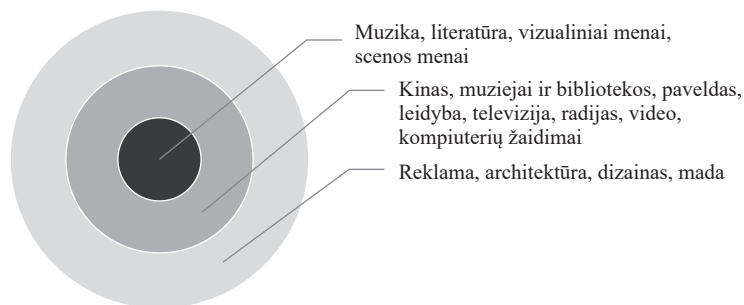 Muzika, literatūra, vizualiniai menai,
scenos menai
Kinas, muziejai ir bibliotekos, paveldas,
leidyba, televizija, radijas, video,
kompiuterių žaidimai
Reklama, architektūra, dizainas, mada